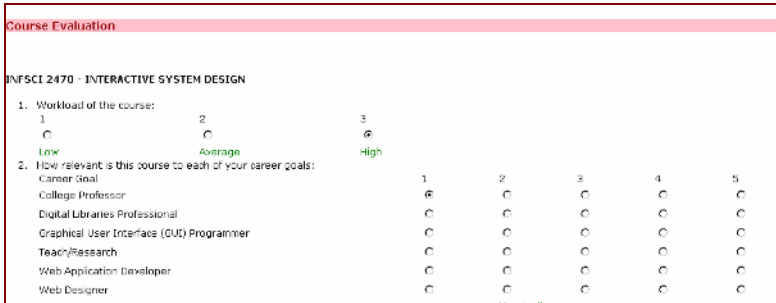 Course Evaluation
INFSCI 2470 - INTERACTIVE SYSTEM DESIGN
1. Workload of the course:
1 2 3
Low Average High
2. How relevant is this course to each of your career goals:
Career Goal 1 2 3 4 5
College Professor
Digital Libraries Professional
Graphical User Interface (GUI) Programmer
Teach/Research
Web Application Developer
Web Designer